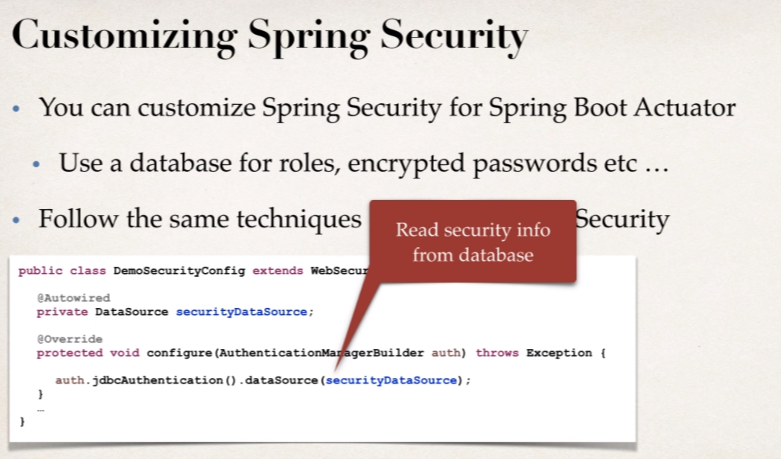 Customizing Spring Security
• You can customize Spring Security for Spring Boot Actuator
• Use a database for roles, encrypted passwords etc …
• Follow the same techniques Security
Read security info
from database
public class DemoSecurityConfig extends WebSecur
@Autowired
private DataSource securityDataSource;
@Override
protected void configure(AuthenticationManagerBuilder auth) throws Exception {
auth.jdbcAuthentication().dataSource(securityDataSource);
}
…
}